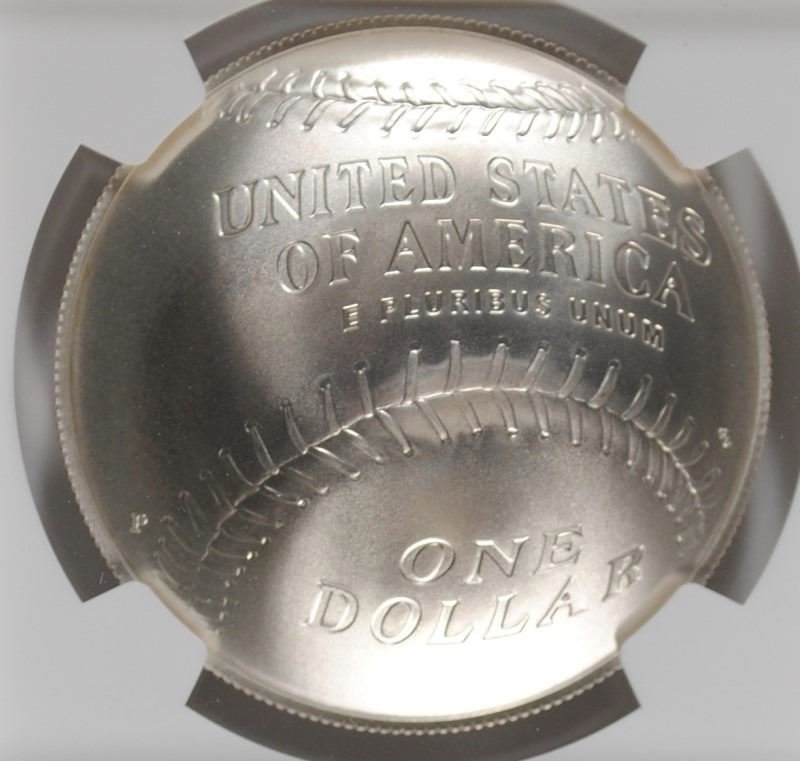 UNITED STATES
OF AMERICA
E PLURIBUS UNUM
P
ONE
DOLLAR